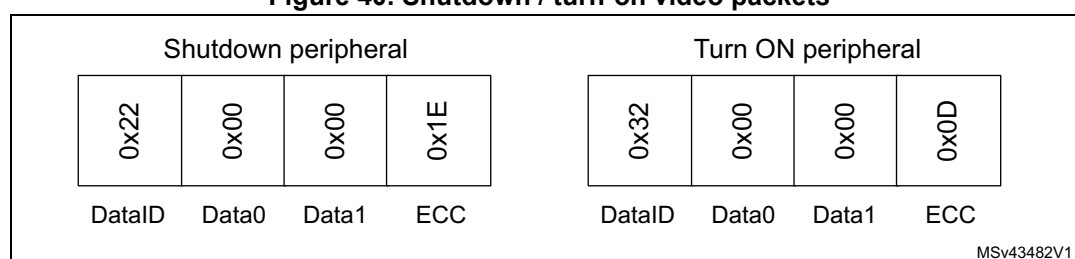 Figure 40. Shutdown / turn on video packets
Shutdown peripheral
Turn ON peripheral
0x22
0x00
0x00
0x1E
0x32
0x00
0x00
0x0D
DataID
Data0
Data1
ECC
DataID
Data0
Data1
ECC
MSv43482V1